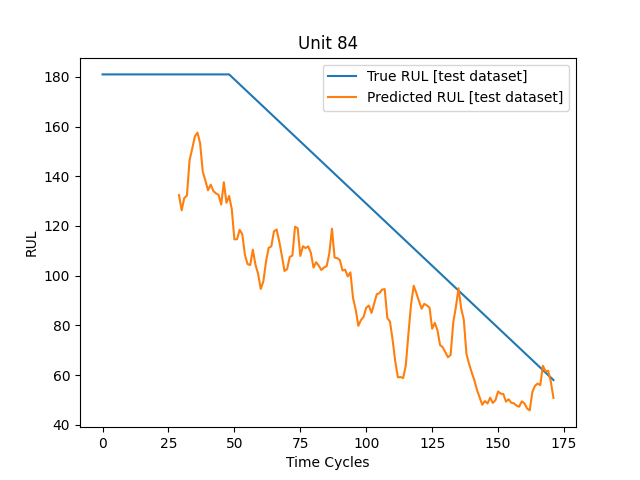 Unit 84
True RUL [test dataset]
Predicted RUL [test dataset]
180
160
140
120
100
80
60
40
RUL
0 25 50 75 100 125 150 175
Time Cycles